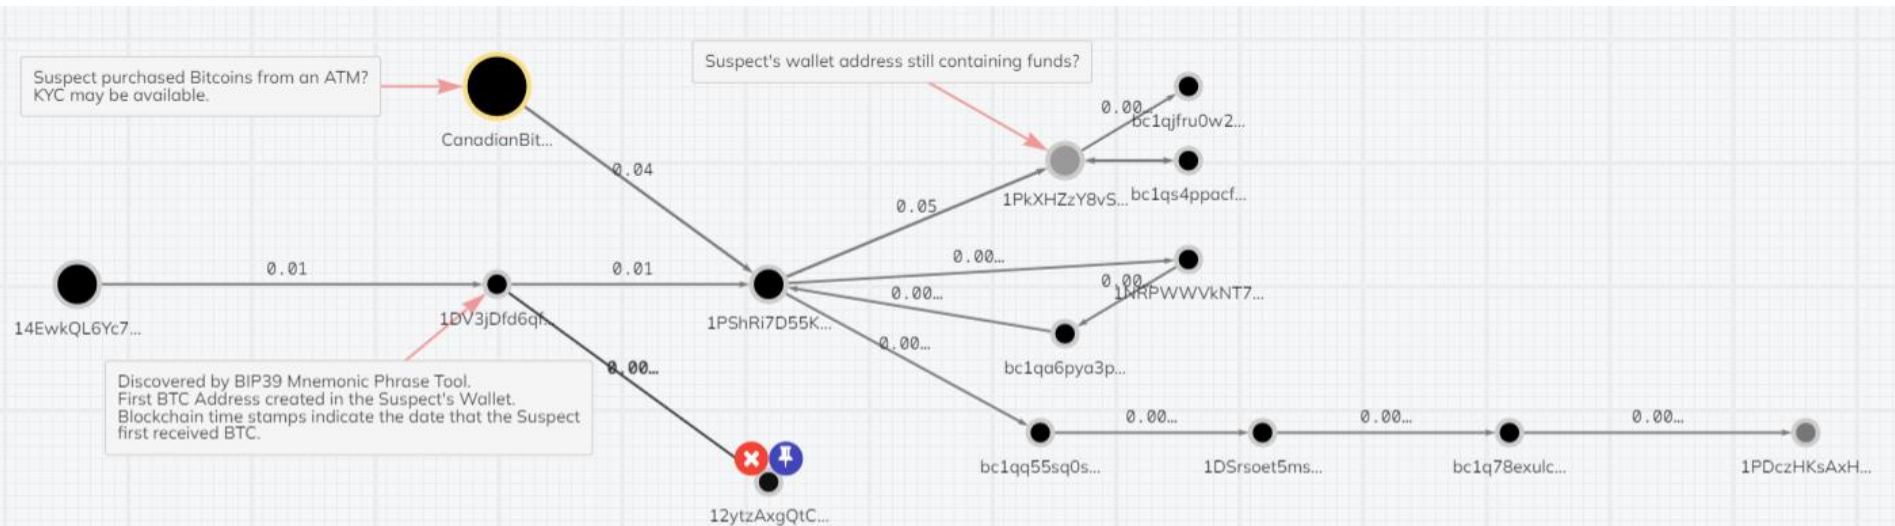 Suspect purchased Bitcoins from an ATM?
KYC may be available.
CanadianBit...
Suspect's wallet address still containing funds?
0.04
0.00..
bc1qjfru0w2...
1PkXHZzY8vS...
bc1qs4ppacf...
0.05
0.01
0.01
14EwkQL6Yc7...
1DV3jDfd6qf...
1PShRi7D55K...
0.00...
0.00...
0.00..
1NRPWWVkNT7...
0.00...
bc1qa6pya3p...
Discovered by BIP39 Mnemonic Phrase Tool.
First BTC Address created in the Suspect's Wallet.
Blockchain time stamps indicate the date that the Suspect
first received BTC.
0.00...
12ytzAxgQtC...
0.00...
0.00...
0.00...
bc1qq55sq0s...
1DSrsoet5ms...
bc1q78exulc...
1PDczHKsAxH...